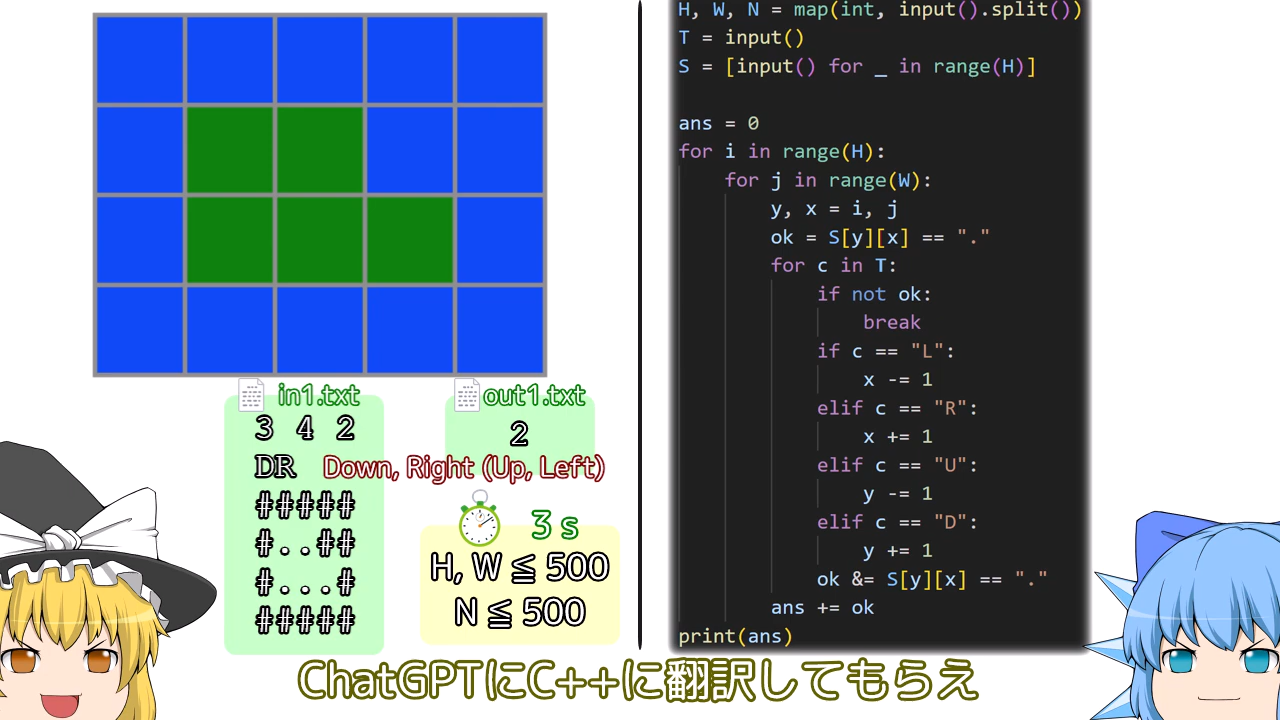 in1.txt
3 4 2
DR
Down, Right (Up, Left)
#####
#..##
#...#
#####
out1.txt
2
3 s
H, W ≦ 500
N ≦ 500
H, W, N = map(int, input().split())
T = input()
S = [input() for _ in range(H)]
ans = 0
for i in range(H):
for j in range(W):
y, x = i, j
ok = S[y][x] == "."
for c in T:
if not ok:
break
if c == "L":
x -= 1
elif c == "R":
x += 1
elif c == "U":
y -= 1
elif c == "D":
y += 1
ok &= S[y][x] == "."
ans += ok
print(ans)
ChatGPTにC++に翻訳してもらえ